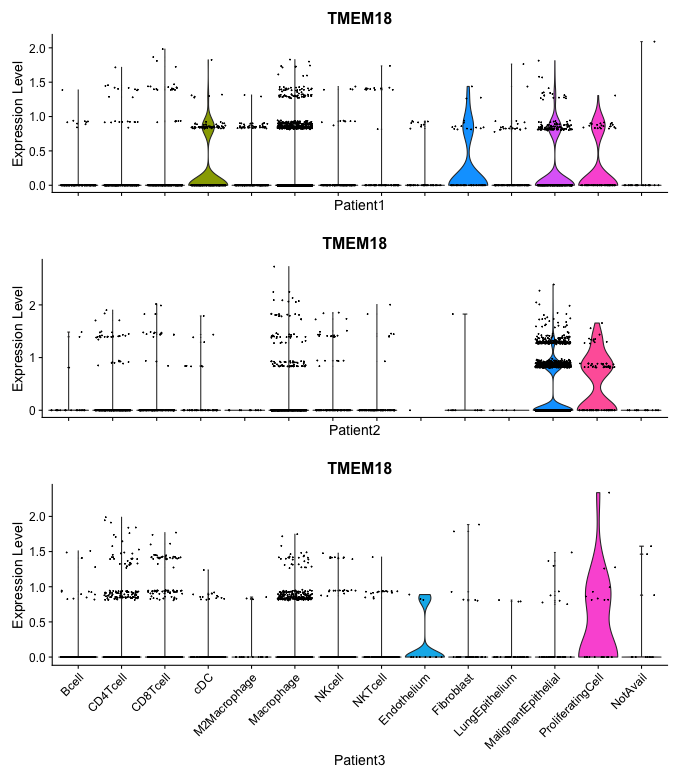 TMEM18
Expression Level
2.0
1.5
1.0
0.5
0.0
Patient1
TMEM18
Expression Level
2
1
0
Patient2
TMEM18
Expression Level
2.0
1.5
1.0
0.5
0.0
Bcell
CD4Tcell
CD8Tcell
cDC
M2Macrophage
Macrophage
NKcell
NKTcell
Endothelium
Fibroblast
LungEpithelium
MalignantEpithelial
ProliferatingCell
NotAvail
Patient3